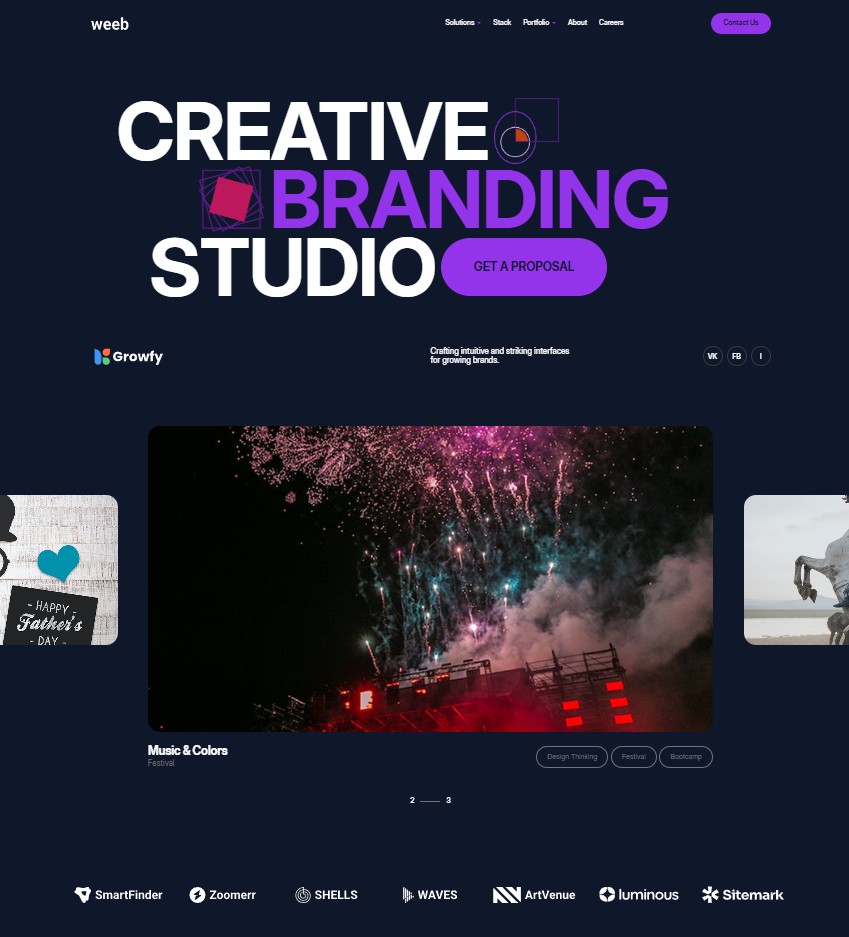 weeb
Solutions
Stack
Portfolio
About
Careers
Contact Us
CREATIVE
BRANDING
STUDIO
GET A PROPOSAL
Growfy
Crafting intuitive and striking interfaces
for growing brands.
VK
FB
I
- HAPPY -
Father's
- DAY -
Music & Colors
Festival
Design Thinking
Festival
Bootcamp
2
3
SmartFinder
Zoomerr
SHELLS
WAVES
ArtVenue
luminous
Sitemark